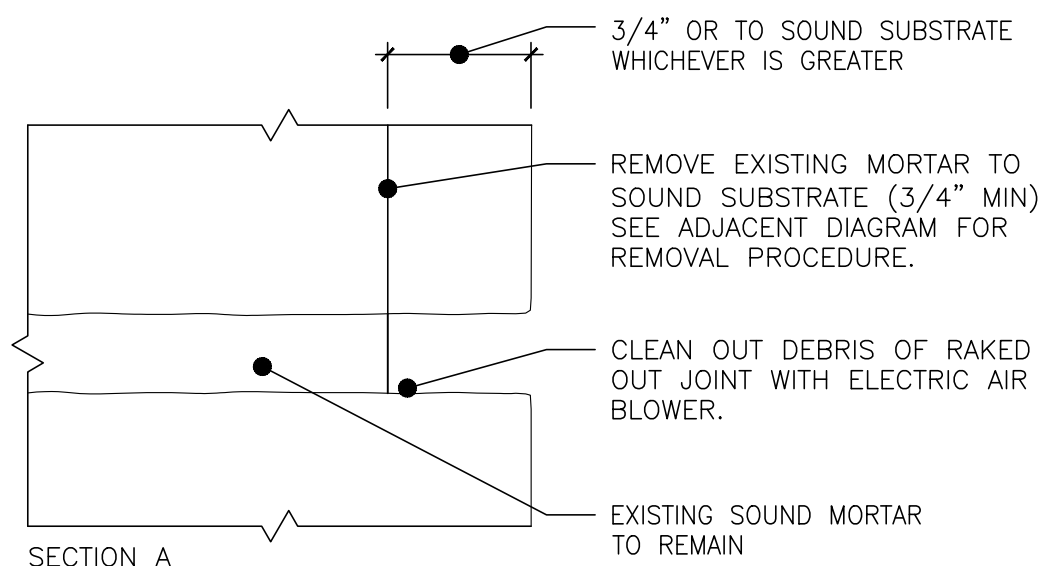 3/4” OR TO SOUND SUBSTRATE
WHICHEVER IS GREATER
REMOVE EXISTING MORTAR TO
SOUND SUBSTRATE (3/4” MIN)
SEE ADJACENT DIAGRAM FOR
REMOVAL PROCEDURE.
CLEAN OUT DEBRIS OF RAKED
OUT JOINT WITH ELECTRIC AIR
BLOWER.
EXISTING SOUND MORTAR
TO REMAIN
SECTION A